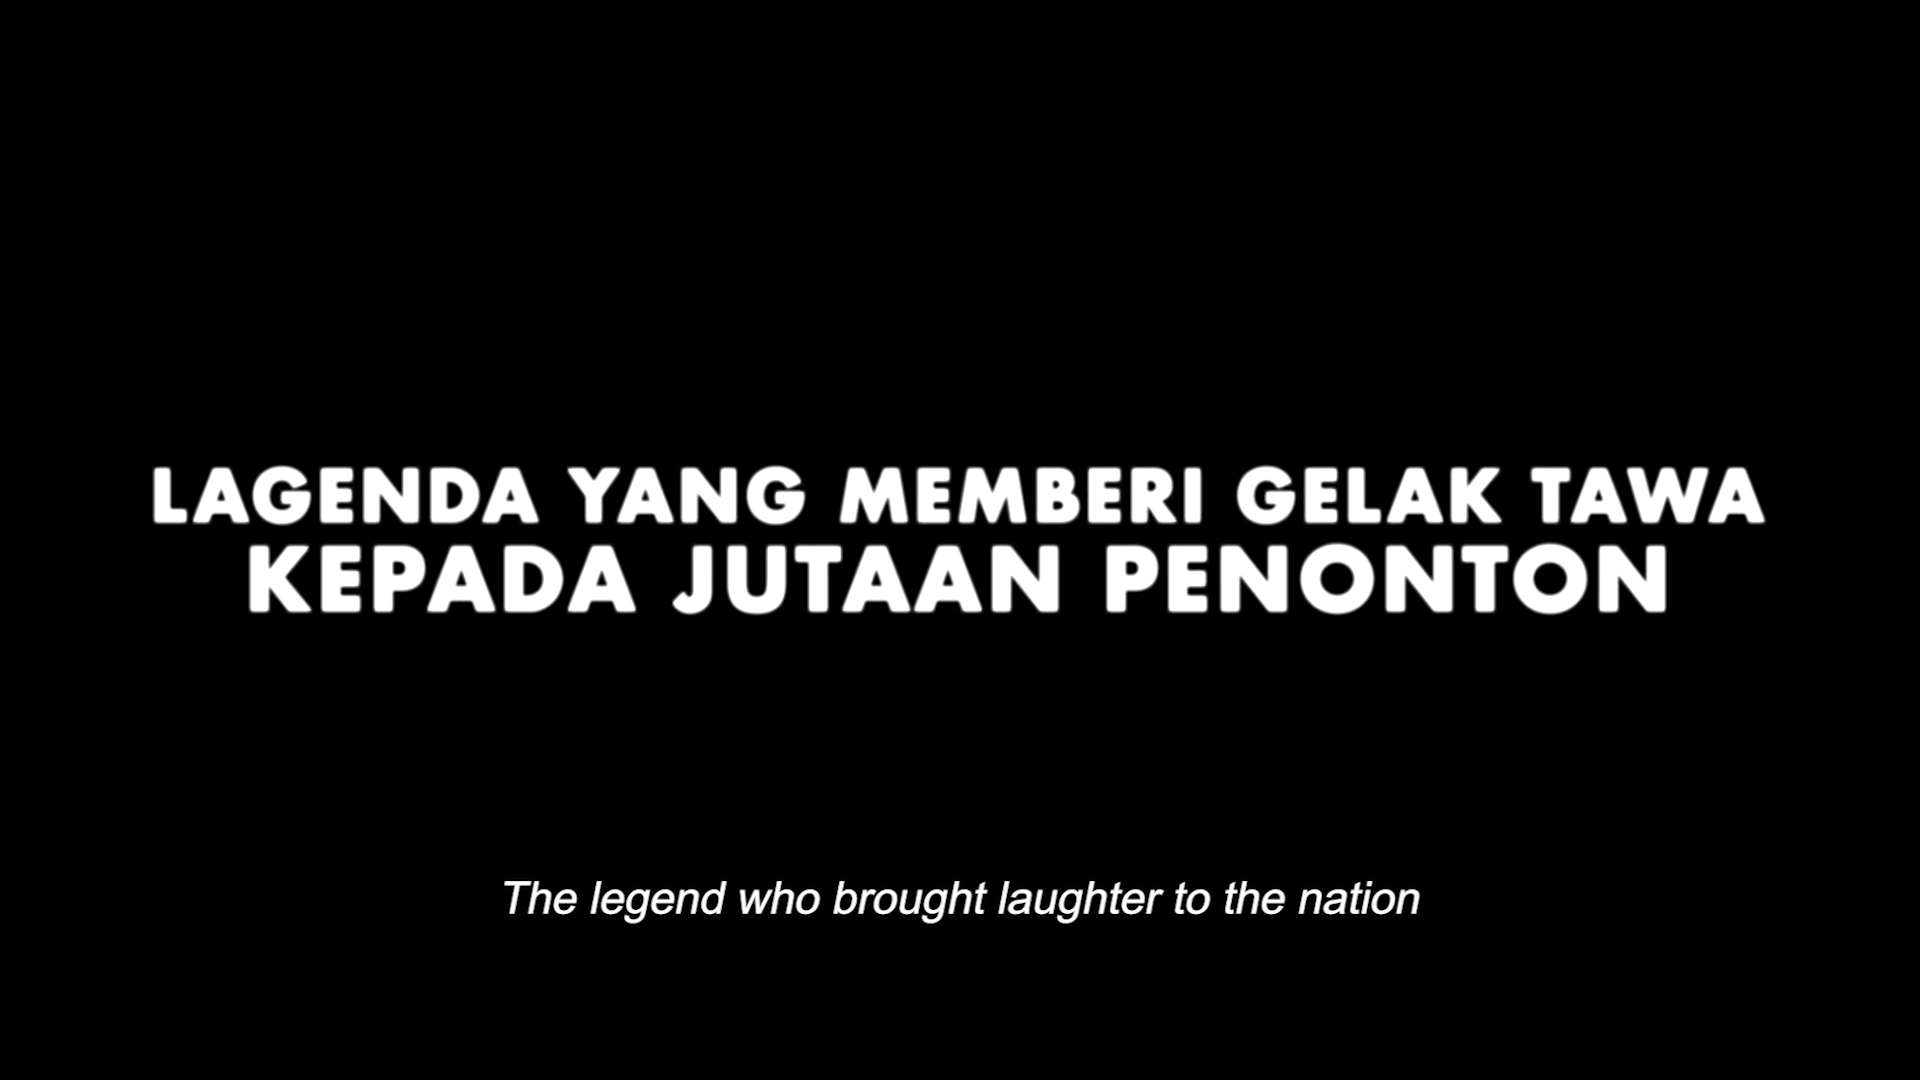 LAGENDA YANG MEMBERI GELAK TAWA
KEPADA JUTAAN PENONTON
The legend who brought laughter to the nation